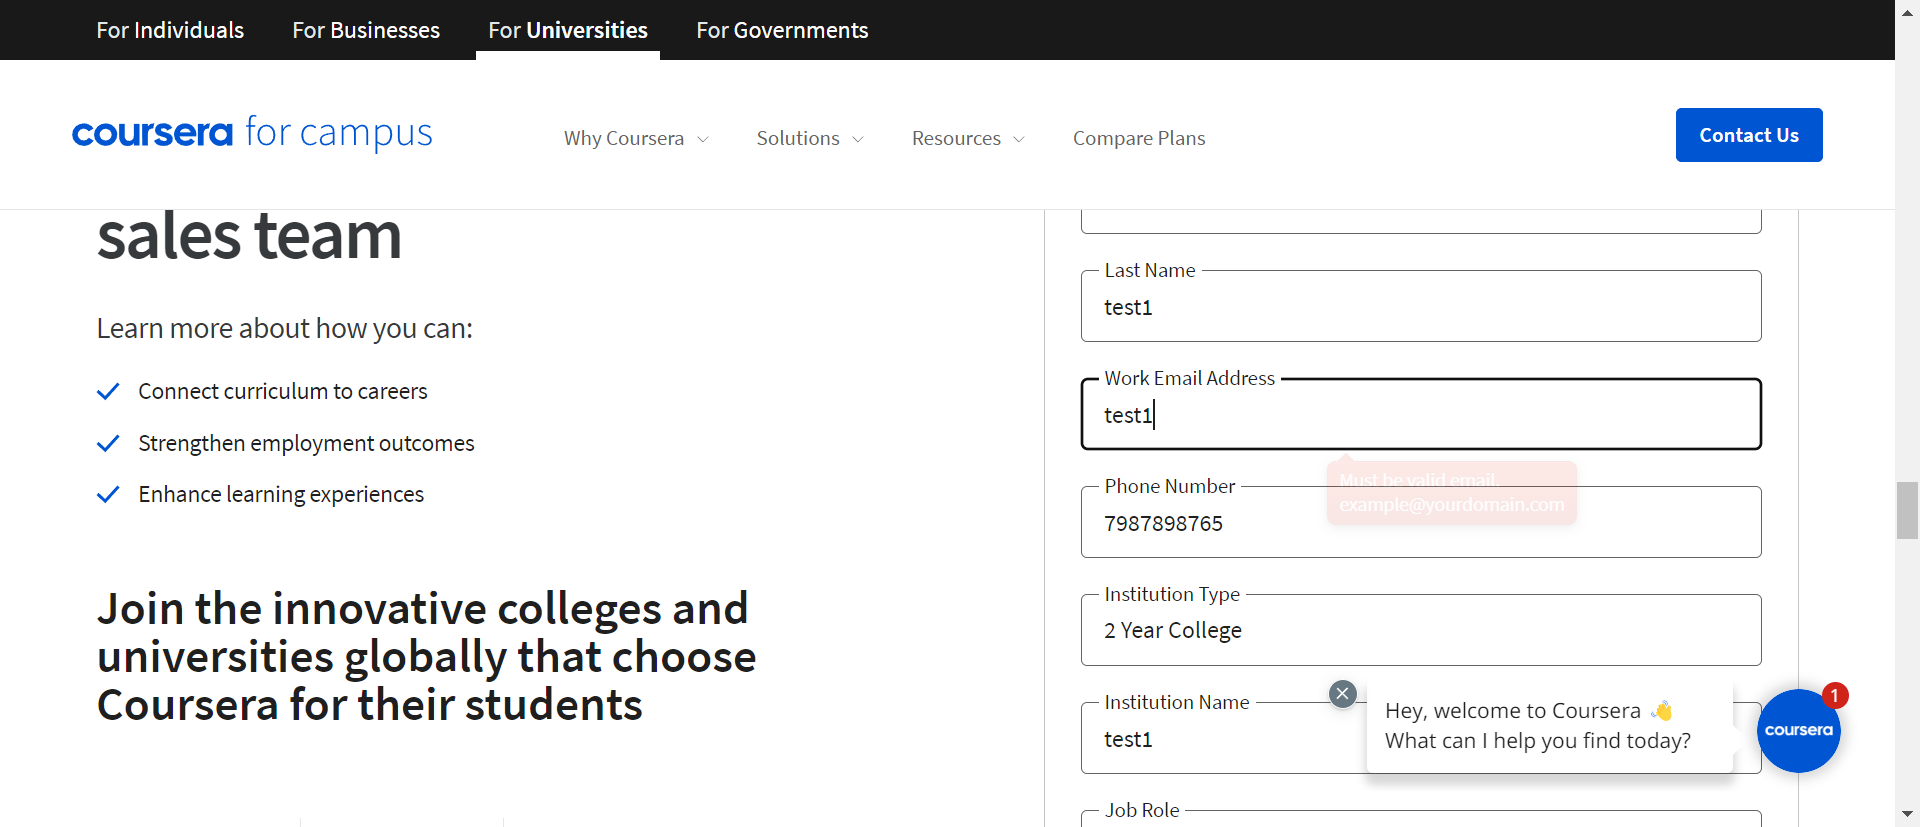 For Individuals
For Businesses
For Universities
For Governments
coursera for campus
Why Coursera
Solutions
Resources
Compare Plans
Contact Us
sales team
Learn more about how you can:
Connect curriculum to careers
Strengthen employment outcomes
Enhance learning experiences
Join the innovative colleges and
universities globally that choose
Coursera for their students
Last Name
test1
Work Email Address
test1
Must be valid email.
example@yourdomain.com
Phone Number
7987898765
Institution Type
2 Year College
Institution Name
test1
Job Role
Hey, welcome to Coursera 👋
What can I help you find today?
coursera
1